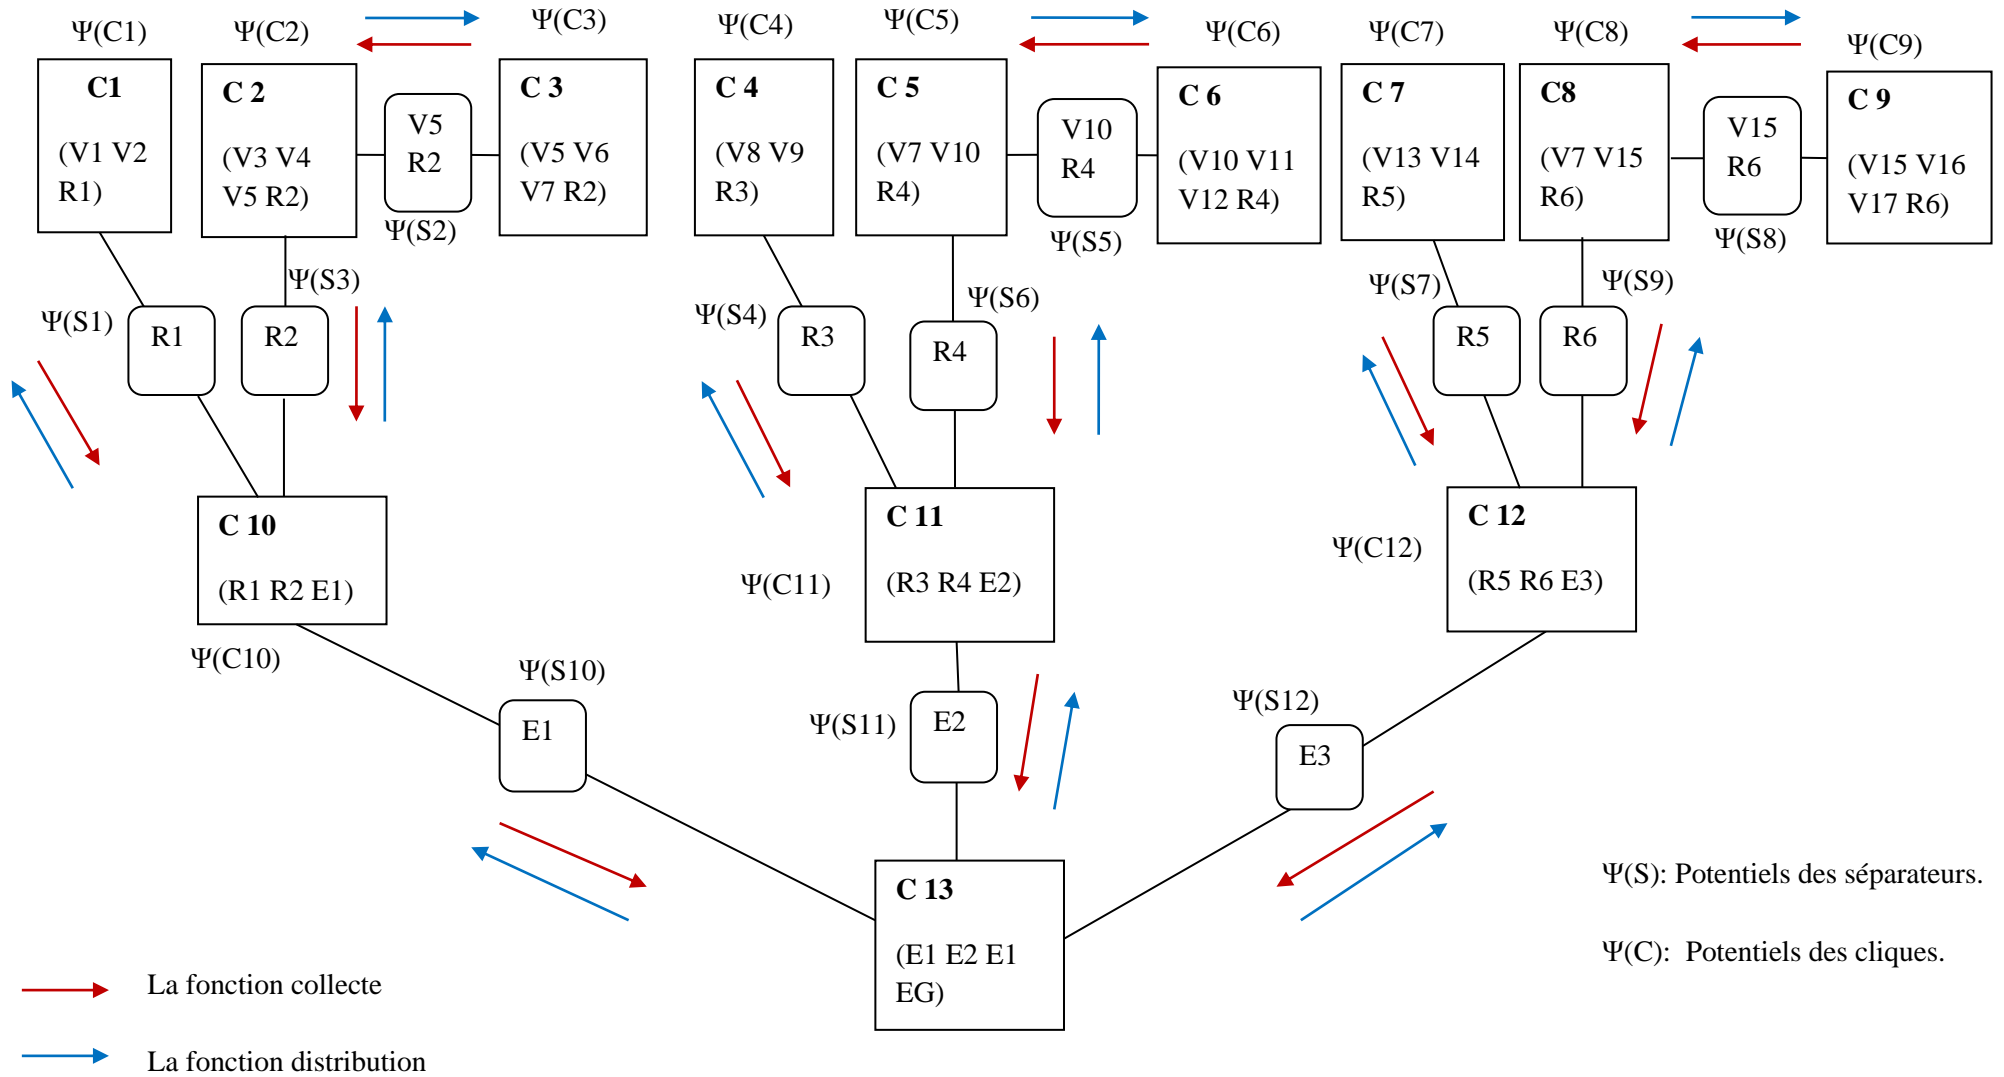 Ψ(C1)
Ψ(C2)
Ψ(C3)
Ψ(C4)
Ψ(C5)
Ψ(C6)
Ψ(C7)
Ψ(C8)
Ψ(C9)
C1
(V1 V2
R1)
C 2
(V3 V4
V5 R2)
V5
R2
Ψ(S2)
C 3
(V5 V6
V7 R2)
C 4
(V8 V9
R3)
C 5
(V7 V10
R4)
V10
R4
Ψ(S5)
C 6
(V10 V11
V12 R4)
C 7
(V13 V14
R5)
C8
(V7 V15
R6)
V15
R6
Ψ(S8)
C 9
(V15 V16
V17 R6)
Ψ(S1)
R1
Ψ(S3)
R2
Ψ(S4)
R3
Ψ(S6)
R4
Ψ(S7)
R5
Ψ(S9)
R6
C 10
(R1 R2 E1)
Ψ(C10)
C 11
(R3 R4 E2)
Ψ(C11)
C 12
(R5 R6 E3)
Ψ(C12)
Ψ(S10)
E1
Ψ(S11)
E2
Ψ(S12)
E3
C 13
(E1 E2 E1
EG)
Ψ(S): Potentiels des séparateurs.
Ψ(C):  Potentiels des cliques.
La fonction collecte
La fonction distribution